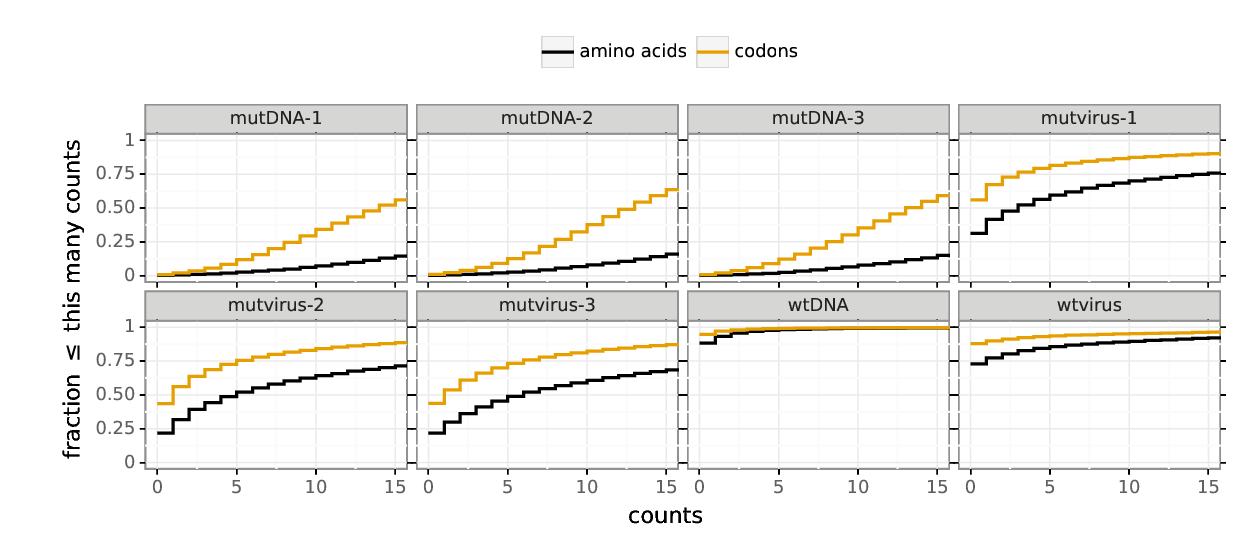 amino acids codons
mutDNA-1 mutDNA-2 mutDNA-3 mutvirus-1
1
0.75
0.50
0.25
0
mutvirus-2 mutvirus-3 wtDNA wtvirus
1
0.75
0.50
0.25
0
0 5 10 15 0 5 10 15 0 5 10 15 0 5 10 15
counts
fraction ≤ this many counts